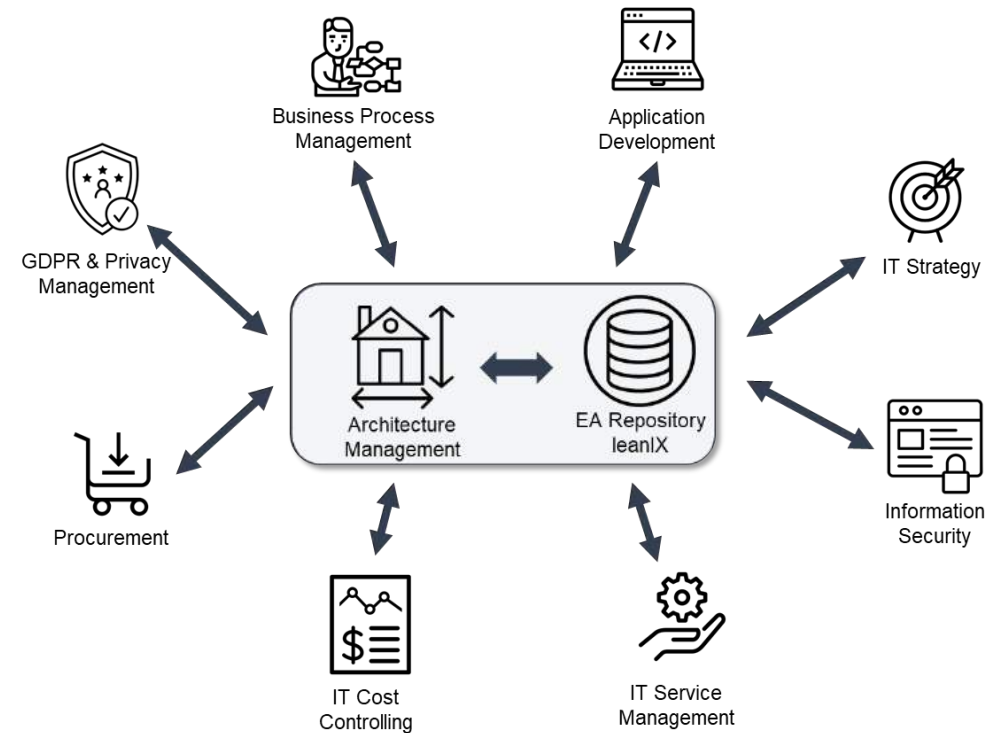 Business Process
Management
Application
Development
</>
GDPR & Privacy
Management
IT Strategy
Architecture
Management
EA Repository
leanIX
Procurement
Information
Security
$
IT Cost
Controlling
IT Service
Management